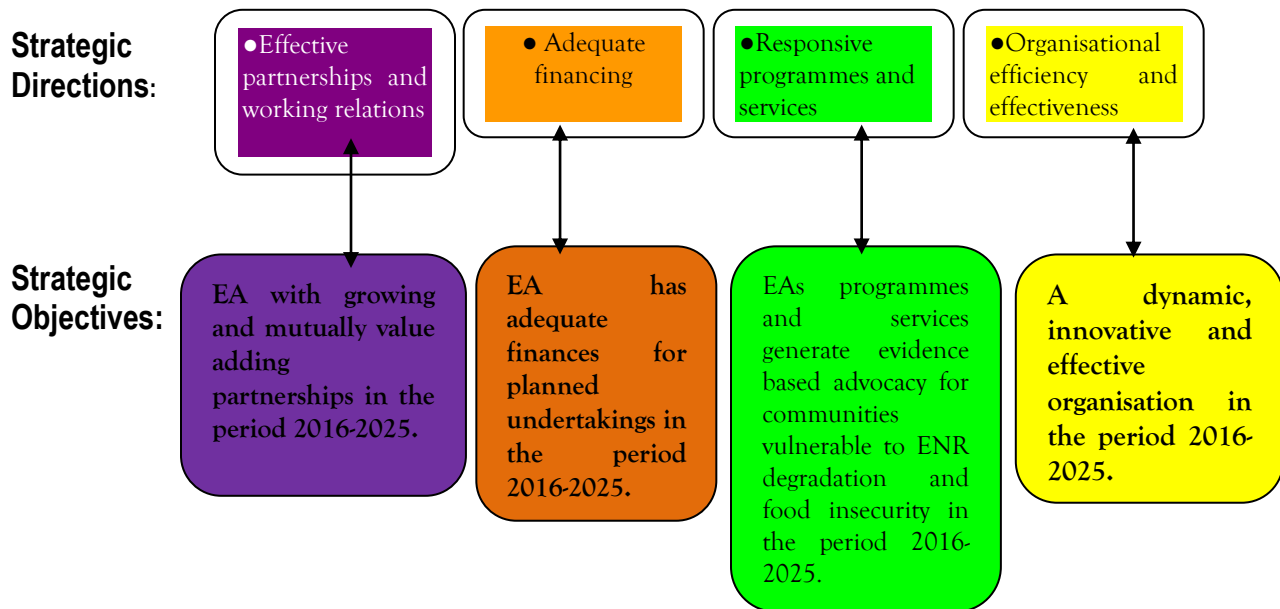 Strategic
Directions:
●Effective
partnerships and
working relations
● Adequate
financing
●Responsive
programmes and
services
●Organisational
efficiency and
effectiveness
Strategic
Objectives:
EA with growing
and mutually value
adding
partnerships in the
period 2016-2025.
EA has
adequate
finances for
planned
undertakings in
the period
2016-2025.
EAs programmes
and services
generate evidence
based advocacy for
communities
vulnerable to ENR
degradation and
food insecurity in
the period 2016-
2025.
A dynamic,
innovative and
effective
organisation in
the period 2016-
2025.